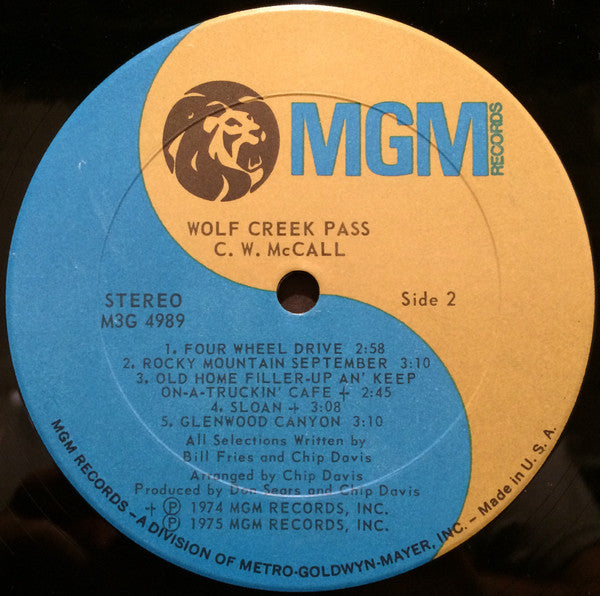 MGM
RECORDS
WOLF CREEK PASS
C. W. McCALL
STEREO
M3G 4989
Side 2
1. FOUR WHEEL DRIVE 2:58
2. ROCKY MOUNTAIN SEPTEMBER 3:10
3. OLD HOME FILLER-UP AN' KEEP
ON-A-TRUCKIN' CAFE + 2:45
4. SLOAN + 3:08
5. GLENWOOD CANYON 3:10
All Selections Written by
Bill Fries and Chip Davis
Arranged by Chip Davis
Produced by Don Sears and Chip Davis
+ Ⓟ 1974 MGM RECORDS, INC.
Ⓟ 1975 MGM RECORDS, INC.
MGM RECORDS – A DIVISION OF METRO-GOLDWYN-MAYER, INC. – Made in U. S. A.